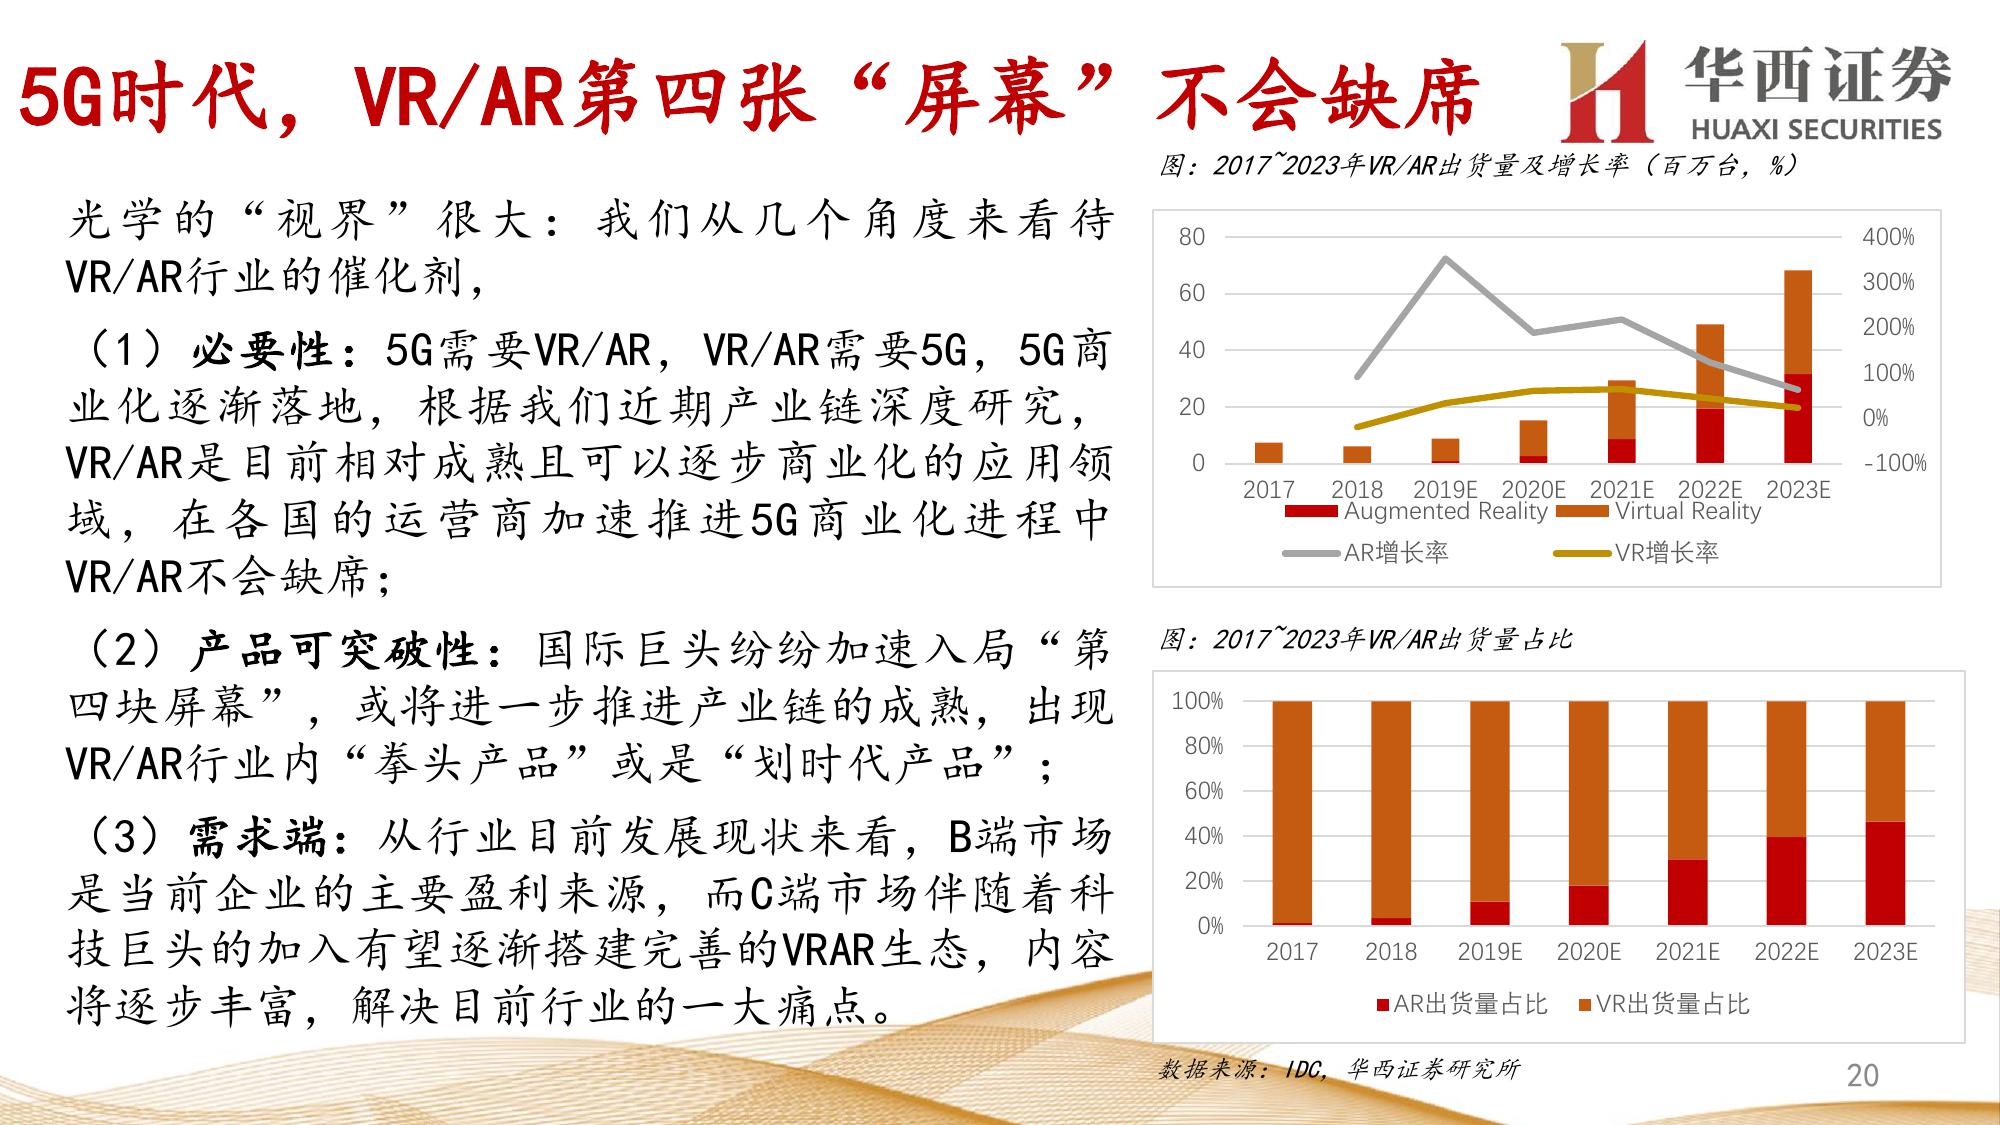 5G时代，VR/AR第四张“屏幕”不会缺席
华西证券
HUAXI SECURITIES
光学的“视界”很大：我们从几个角度来看待
VR/AR行业的催化剂，
（1）必要性：5G需要VR/AR，VR/AR需要5G，5G商
业化逐渐落地，根据我们近期产业链深度研究，
VR/AR是目前相对成熟且可以逐步商业化的应用领
域，在各国的运营商加速推进5G商业化进程中
VR/AR不会缺席；
（2）产品可突破性：国际巨头纷纷加速入局“第
四块屏幕”，或将进一步推进产业链的成熟，出现
VR/AR行业内“拳头产品”或是“划时代产品”；
（3）需求端：从行业目前发展现状来看，B端市场
是当前企业的主要盈利来源，而C端市场伴随着科
技巨头的加入有望逐渐搭建完善的VRAR生态，内容
将逐步丰富，解决目前行业的一大痛点。
图：2017~2023年VR/AR出货量及增长率（百万台，%）
80 400%
300%
60
200%
40
100%
20
0%
0 -100%
2017 2018 2019E 2020E 2021E 2022E 2023E
Augmented Reality Virtual Reality
AR增长率 VR增长率
图：2017~2023年VR/AR出货量占比
100%
80%
60%
40%
20%
0%
2017 2018 2019E 2020E 2021E 2022E 2023E
AR出货量占比 VR出货量占比
数据来源：IDC，华西证券研究所
20